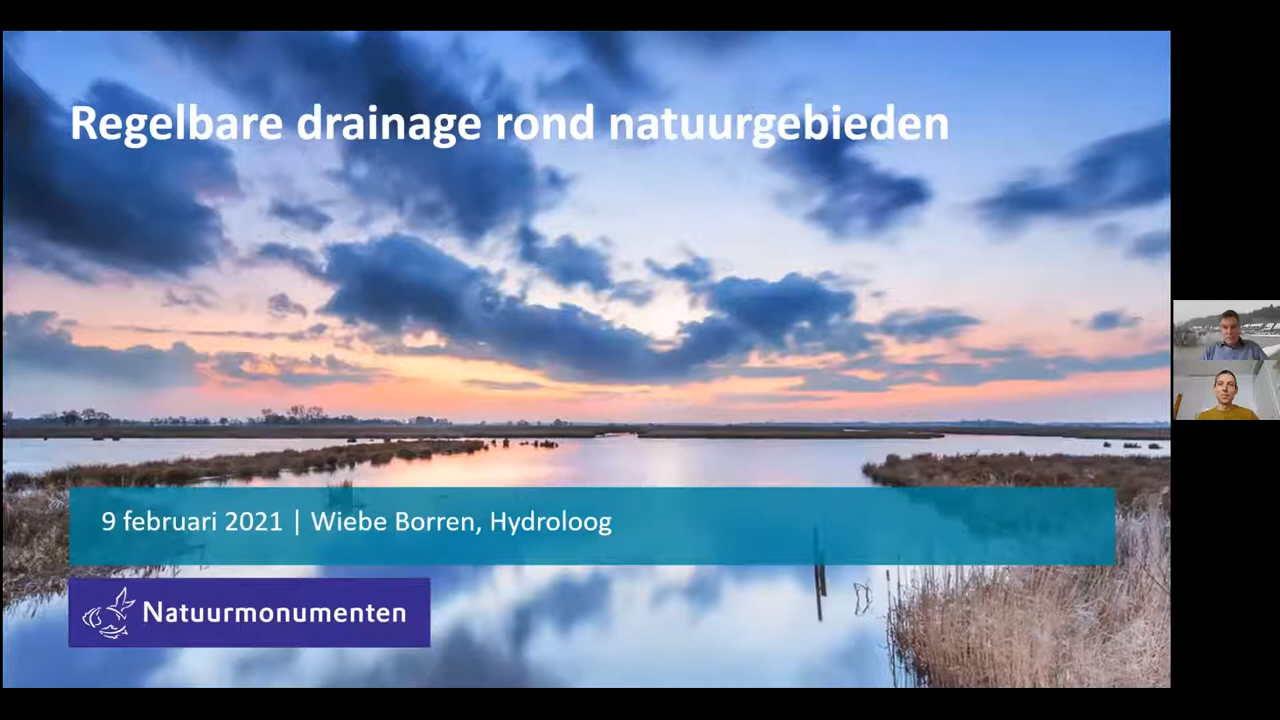 Regelbare drainage rond natuurgebieden
9 februari 2021 | Wiebe Borren, Hydroloog
Natuurmonumenten